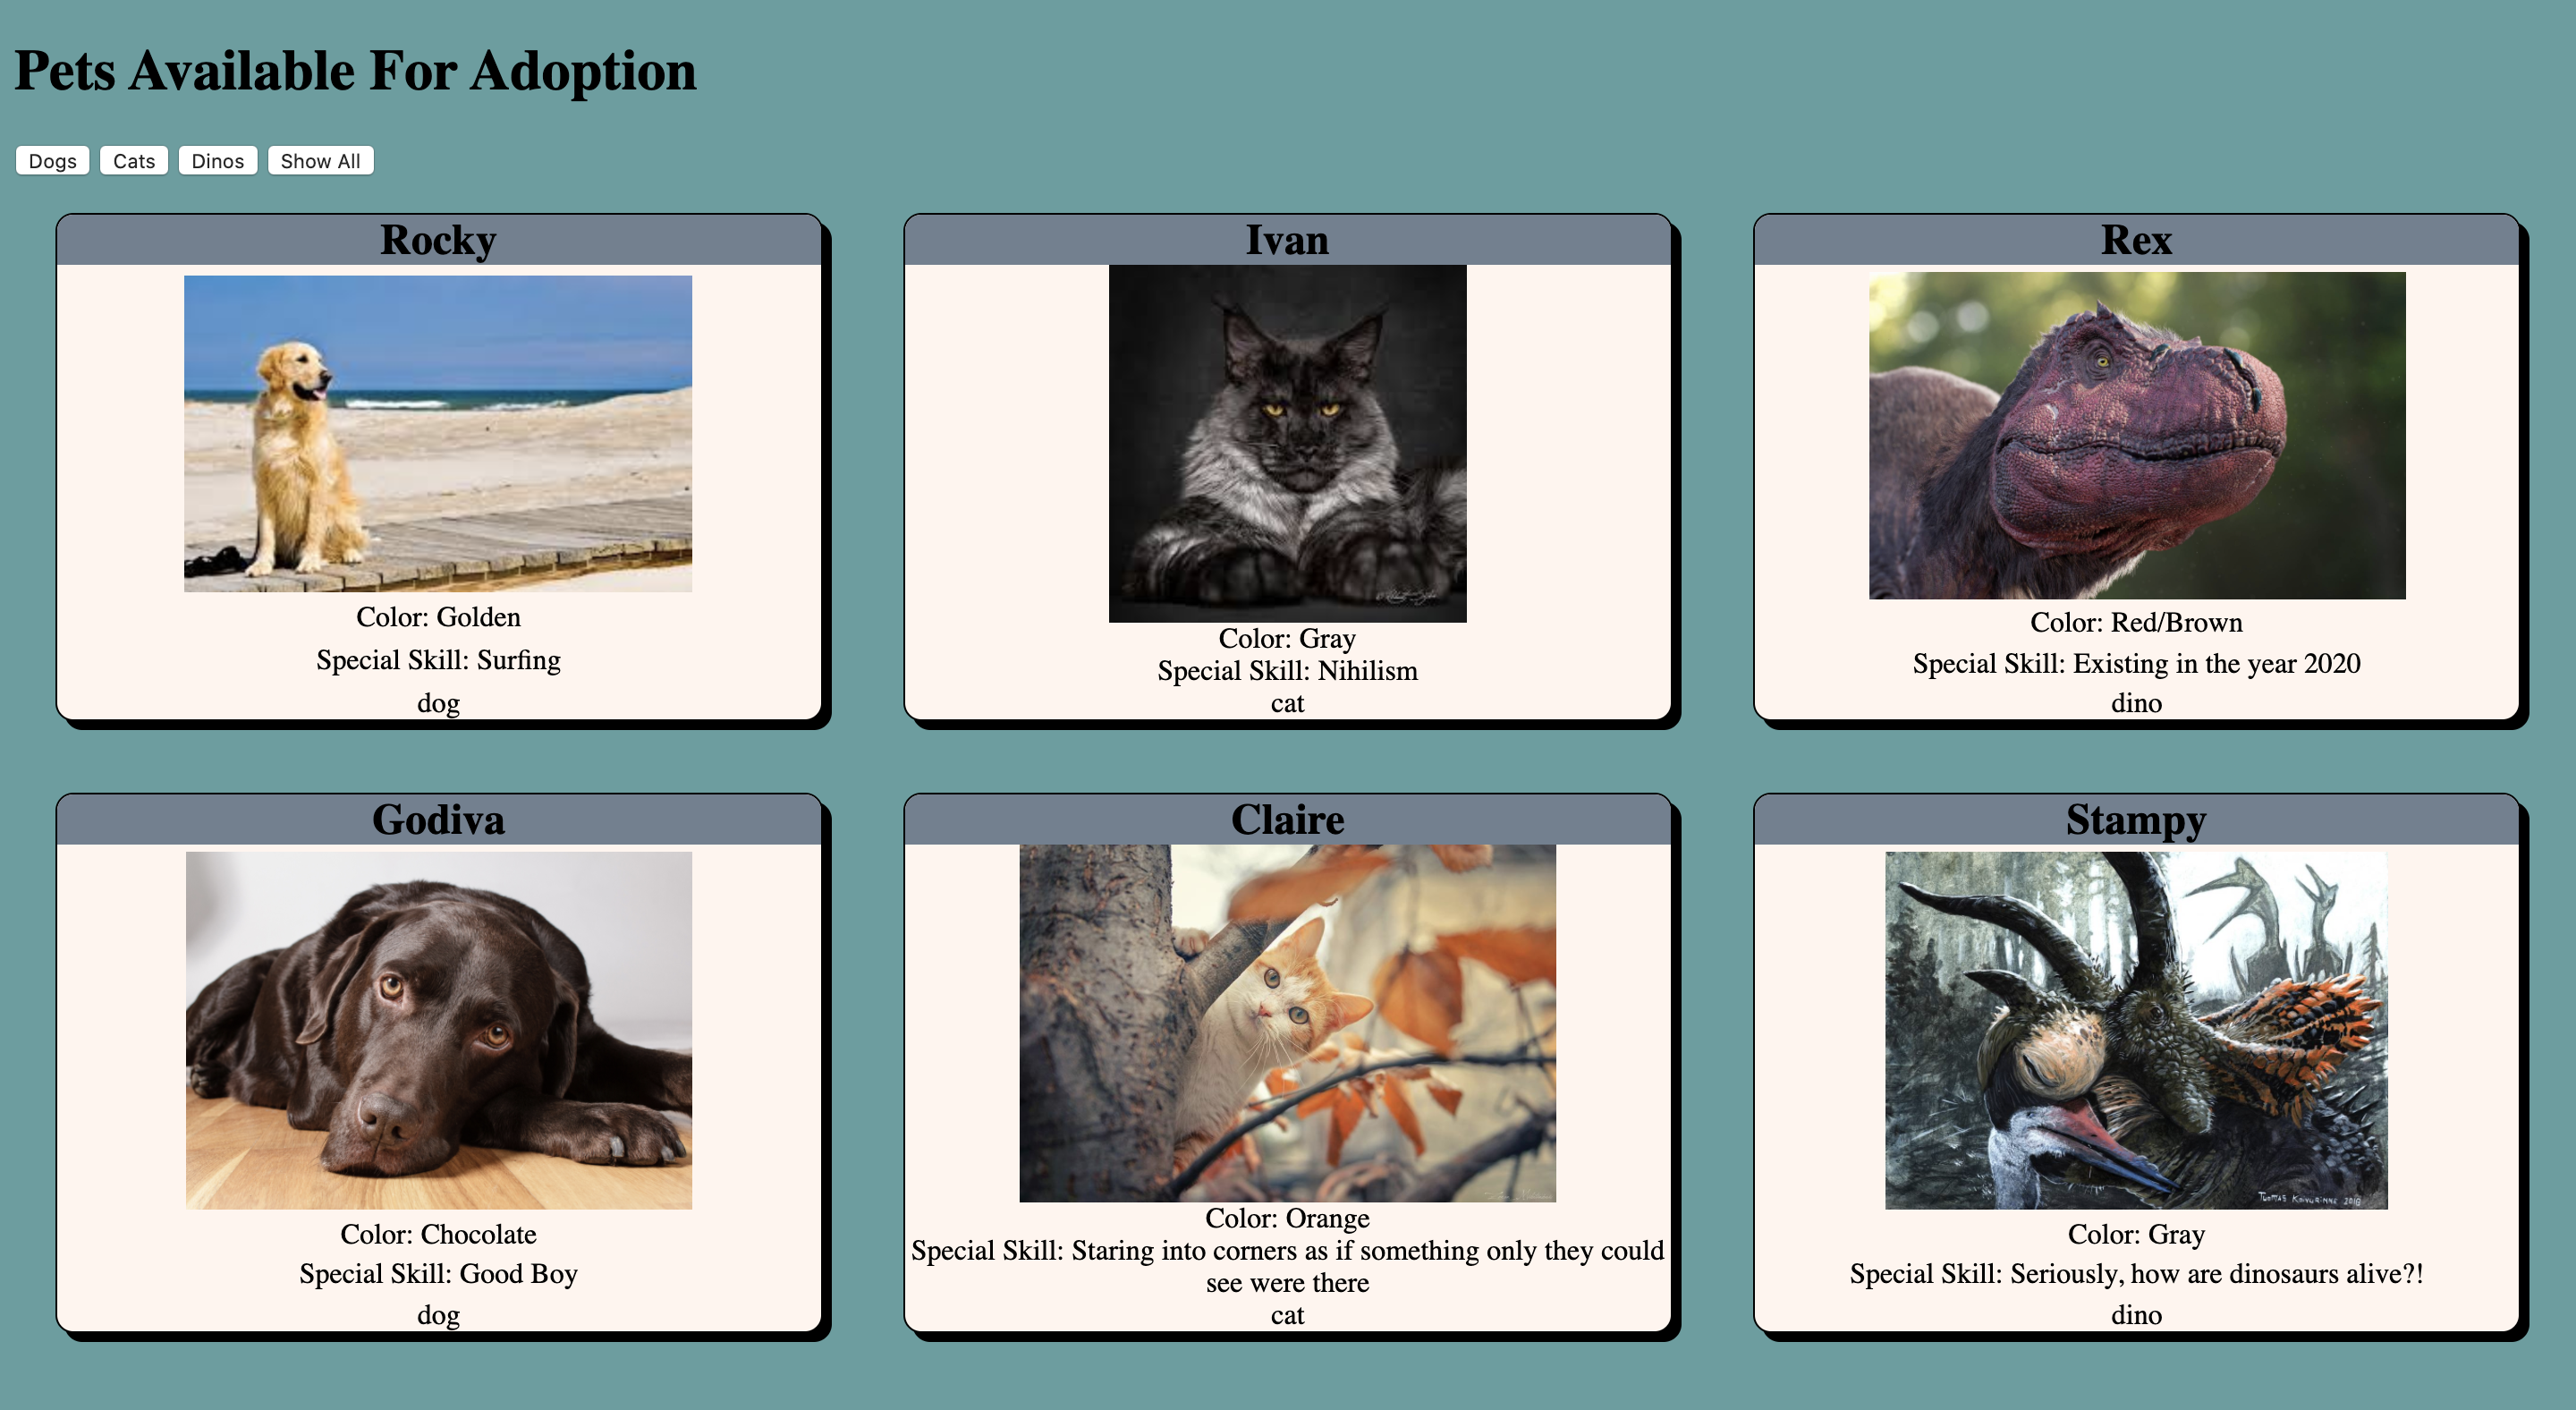 Pets Available For Adoption
Dogs Cats Dinos Show All
Rocky
Color: Golden
Special Skill: Surfing
dog
Ivan
Color: Gray
Special Skill: Nihilism
cat
Rex
Color: Red/Brown
Special Skill: Existing in the year 2020
dino
Godiva
Color: Chocolate
Special Skill: Good Boy
dog
Claire
Color: Orange
Special Skill: Staring into corners as if something only they could
see were there
cat
Stampy
Color: Gray
Special Skill: Seriously, how are dinosaurs alive?!
dino